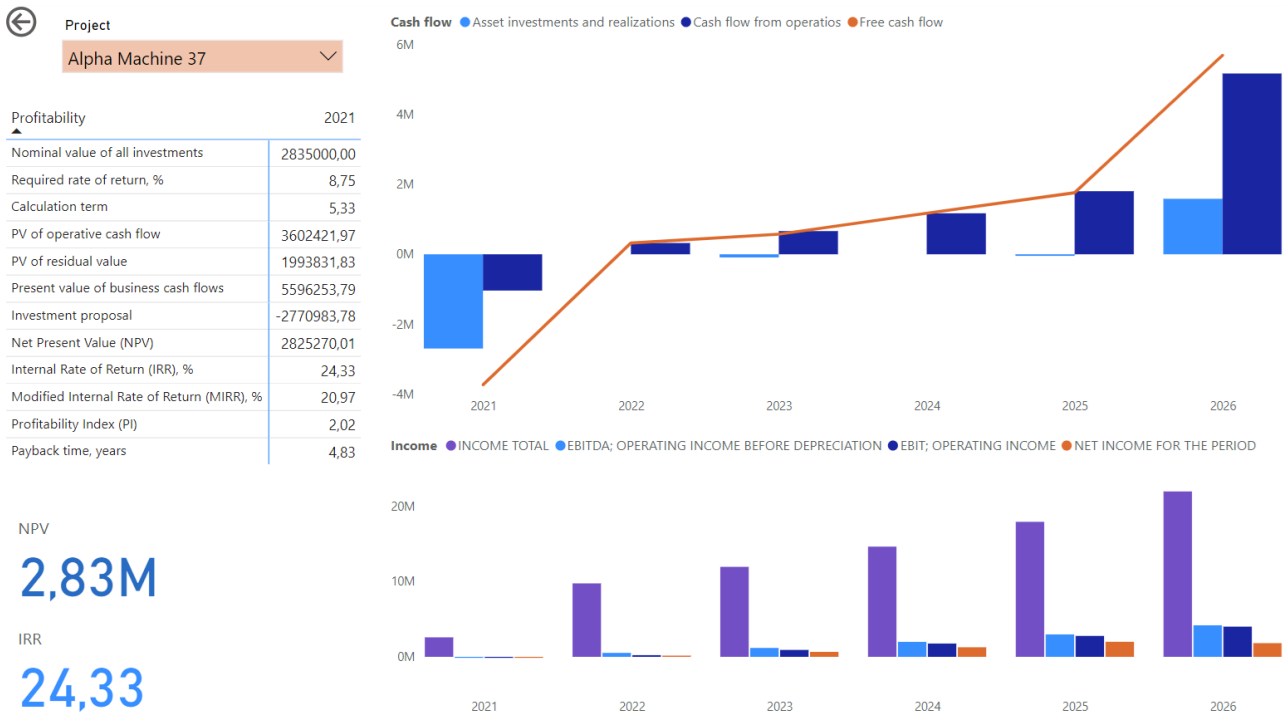 Project
Alpha Machine 37
Profitability 2021
Nominal value of all investments 2835000,00
Required rate of return, % 8,75
Calculation term 5,33
PV of operative cash flow 3602421,97
PV of residual value 1993831,83
Present value of business cash flows 5596253,79
Investment proposal -2770983,78
Net Present Value (NPV) 2825270,01
Internal Rate of Return (IRR), % 24,33
Modified Internal Rate of Return (MIRR), % 20,97
Profitability Index (PI) 2,02
Payback time, years 4,83
NPV
2,83M
IRR
24,33
Cash flow Asset investments and realizations Cash flow from operatios Free cash flow
6M
4M
2M
0M
-2M
-4M
2021 2022 2023 2024 2025 2026
Income INCOME TOTAL EBITDA; OPERATING INCOME BEFORE DEPRECIATION EBIT; OPERATING INCOME NET INCOME FOR THE PERIOD
20M
10M
0M
2021 2022 2023 2024 2025 2026